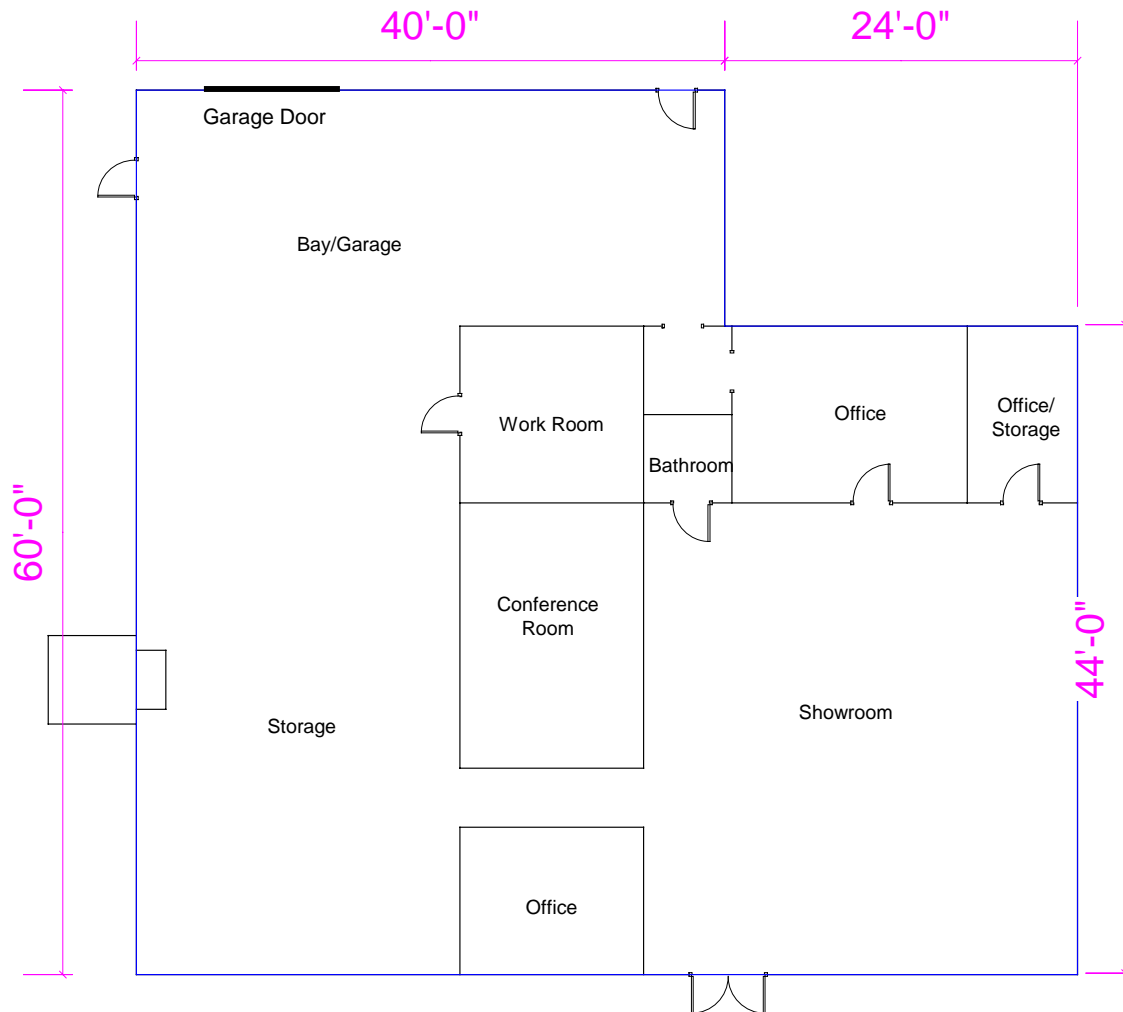 40'-0"
24'-0"
Garage Door
Bay/Garage
Work Room
Office
Office/
Storage
Bathroom
60'-0"
Conference
Room
44'-0"
Storage
Showroom
Office